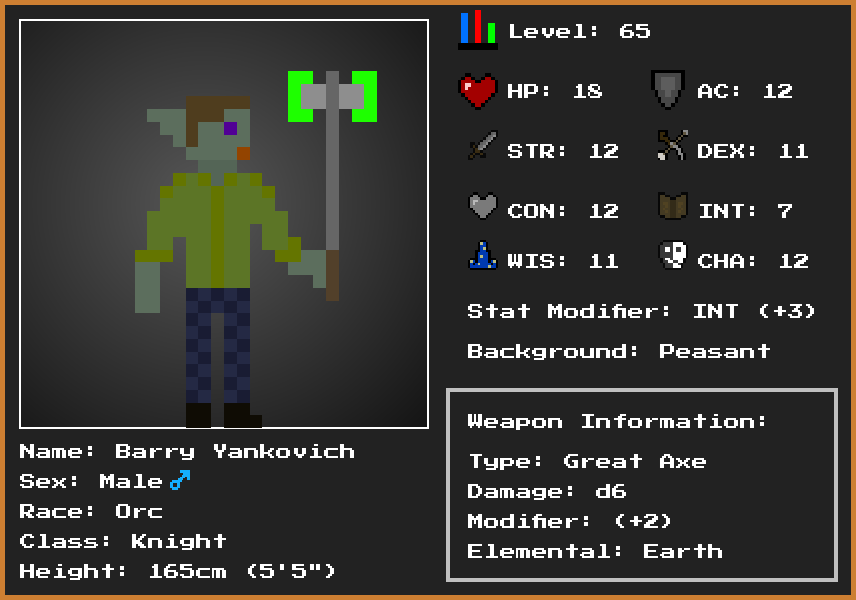 Level: 65
HP: 18 AC: 12
STR: 12 DEX: 11
CON: 12 INT: 7
WIS: 11 CHA: 12
Stat Modifier: INT (+3)
Background: Peasant
Weapon Information:
Type: Great Axe
Damage: d6
Modifier: (+2)
Elemental: Earth
Name: Barry Yankovich
Sex: Male♂
Race: Orc
Class: Knight
Height: 165cm (5'5")